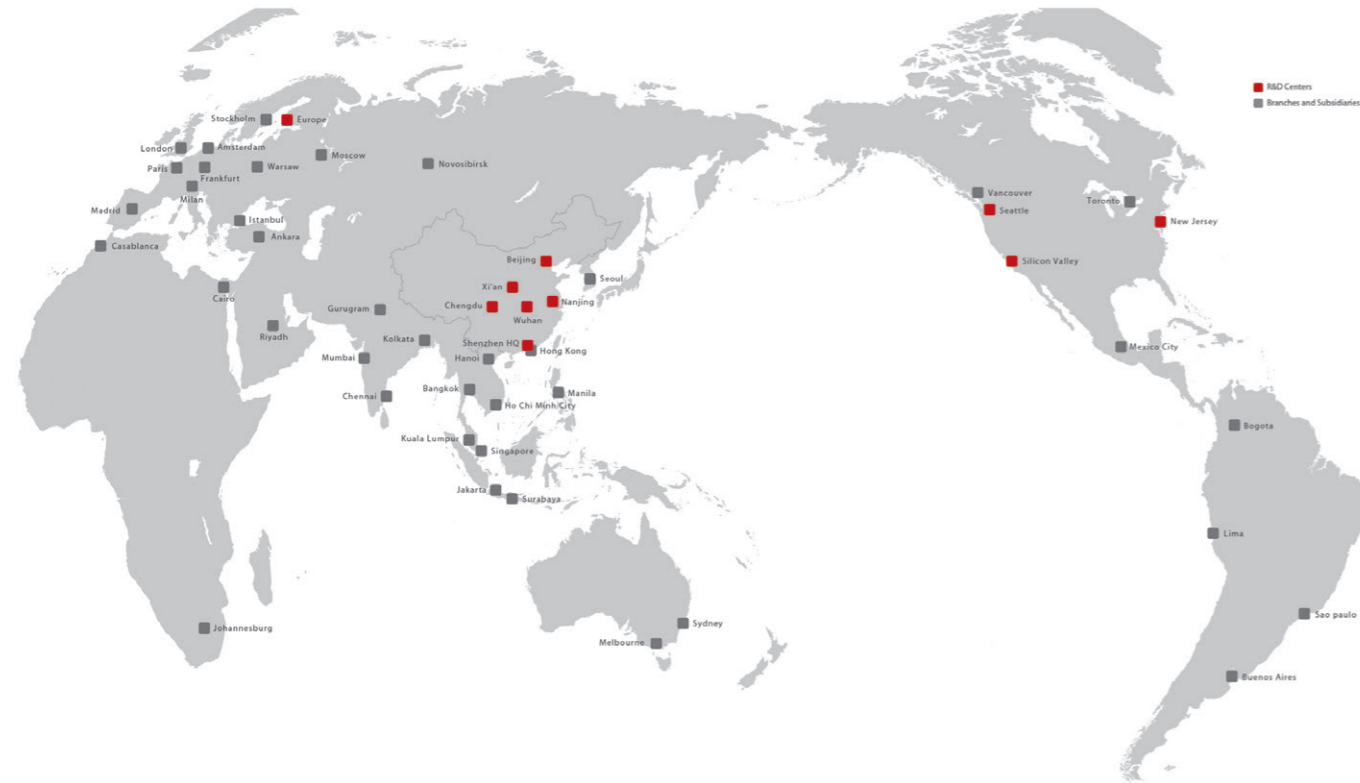 R&D Centers
Branches and Subsidiaries
Stockholm
Europe
London
Amsterdam
Moscow
Paris
Warsaw
Novosibirsk
Frankfurt
Milan
Vancouver
Toronto
Madrid
Seattle
Istanbul
New Jersey
Ankara
Casablanca
Beijing
Silicon Valley
Seoul
Xi'an
Cairo
Nanjing
Chengdu
Gurugram
Wuhan
Riyadh
Kolkata
Shenzhen HQ
Mexico City
Hong Kong
Mumbai
Hanoi
Bangkok
Manila
Chennai
Ho Chi Minh City
Bogota
Kuala Lumpur
Singapore
Jakarta
Surabaya
Lima
Sao paulo
Sydney
Johannesburg
Melbourne
Buenos Aires